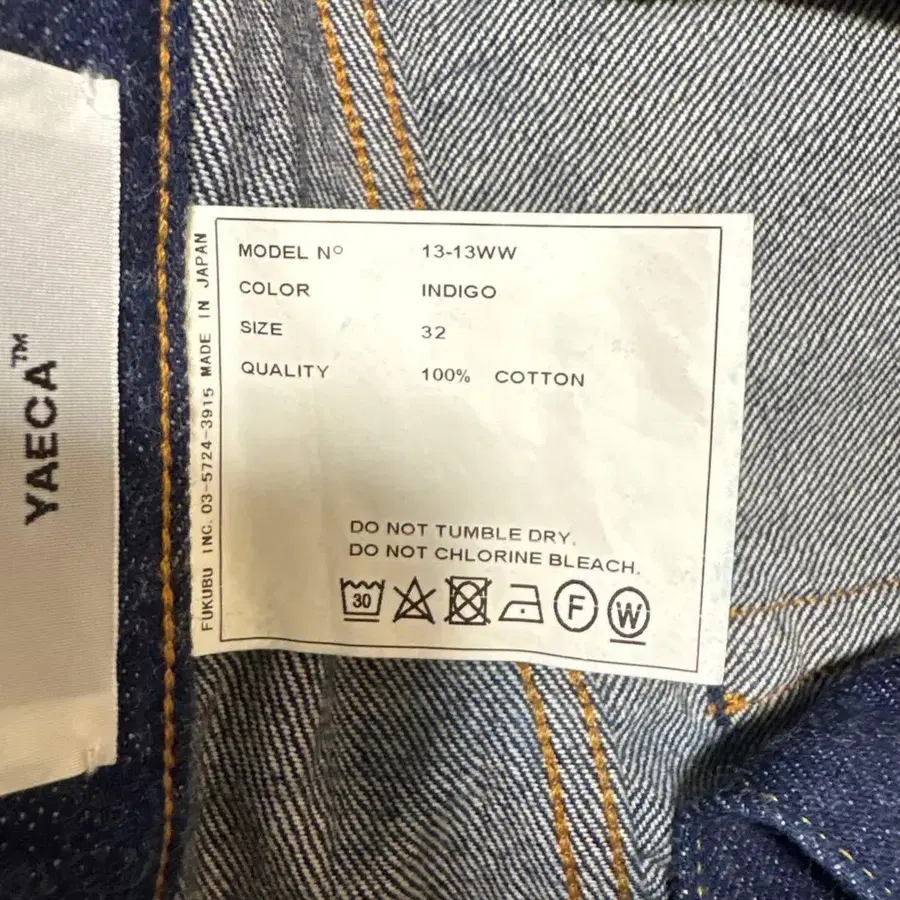 YAECA™
MODEL Nº 13-13WW
COLOR INDIGO
SIZE 32
QUALITY 100% COTTON
DO NOT TUMBLE DRY.
DO NOT CHLORINE BLEACH.
30 F W
FUKUBU INC. 03-5724-3915 MADE IN JAPAN